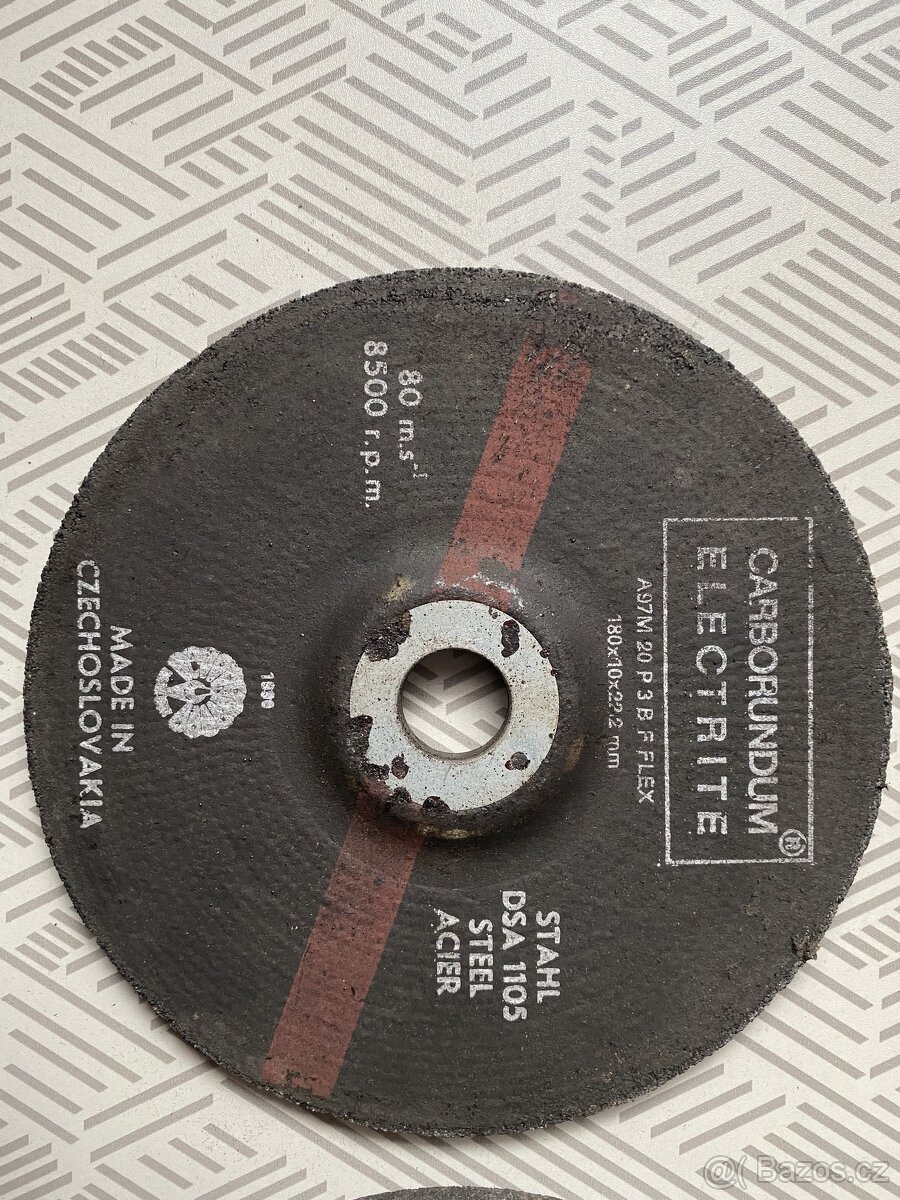 CARBORUNDUM
ELECTRITE ®
A97M 20 P 3 B F FLEX
180x10x22,2 mm
80 m.s⁻¹
8500 r.p.m.
STAHL
DSA 1105
STEEL
ACIER
MADE IN
CZECHOSLOVAKIA
@ Bazos.cz